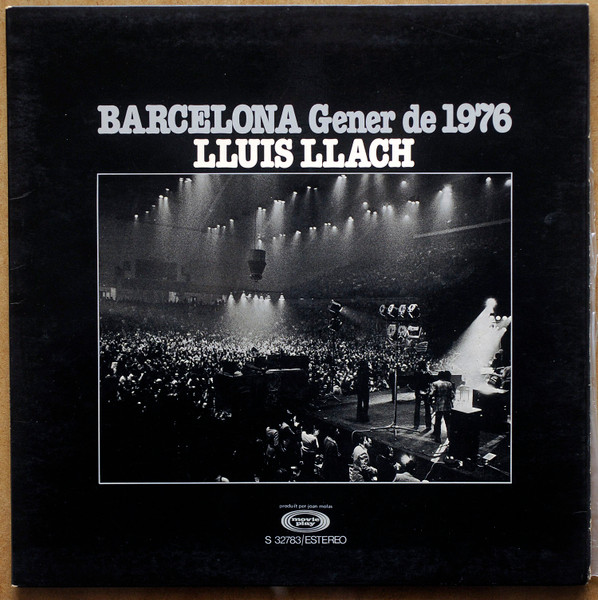 BARCELONA Gener de 1976
LLUIS LLACH
produït per joan molas
movie
play
S 32783/ESTEREO